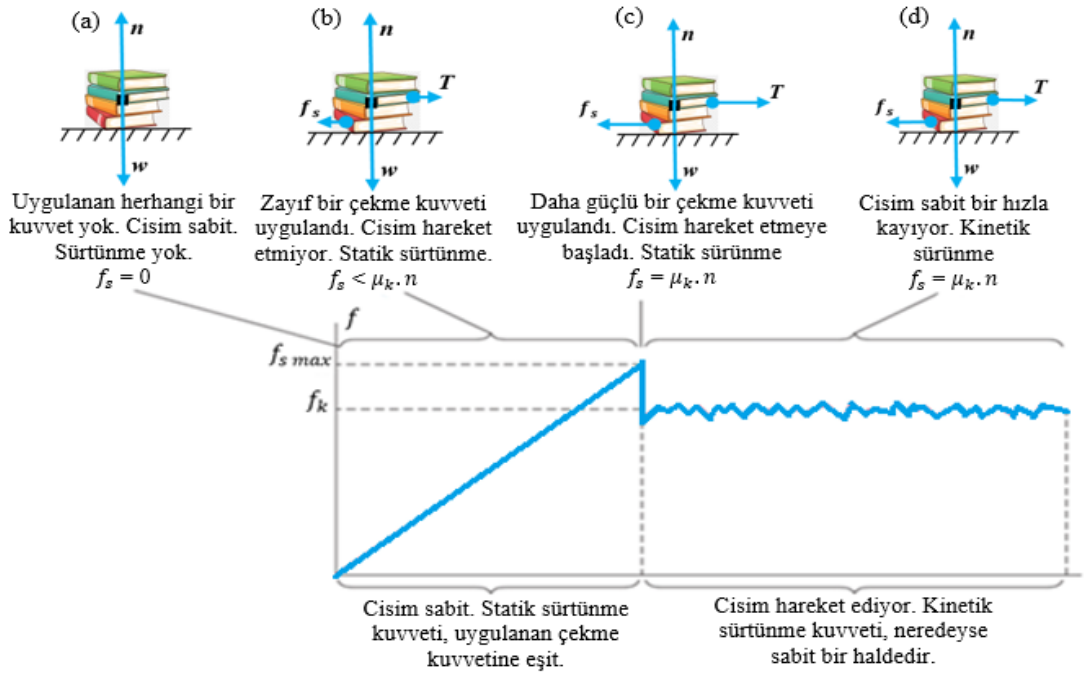 (a)
n
w
Uygulanan herhangi bir
kuvvet yok. Cisim sabit.
Sürtünme yok.
f_s = 0
(b)
n
T
f_s
w
Zayıf bir çekme kuvveti
uygulandı. Cisim hareket
etmiyor. Statik sürtünme.
f_s < μ_k. n
(c)
n
T
f_s
w
Daha güçlü bir çekme kuvveti
uygulandı. Cisim hareket etmeye
başladı. Statik sürünme
f_s = μ_k. n
(d)
n
T
f_s
w
Cisim sabit bir hızla
kayıyor. Kinetik
sürünme
f_s = μ_k. n
f
f_s max
f_k
Cisim sabit. Statik sürtünme
kuvveti, uygulanan çekme
kuvvetine eşit.
Cisim hareket ediyor. Kinetik
sürtünme kuvveti, neredeyse
sabit bir haldedir.